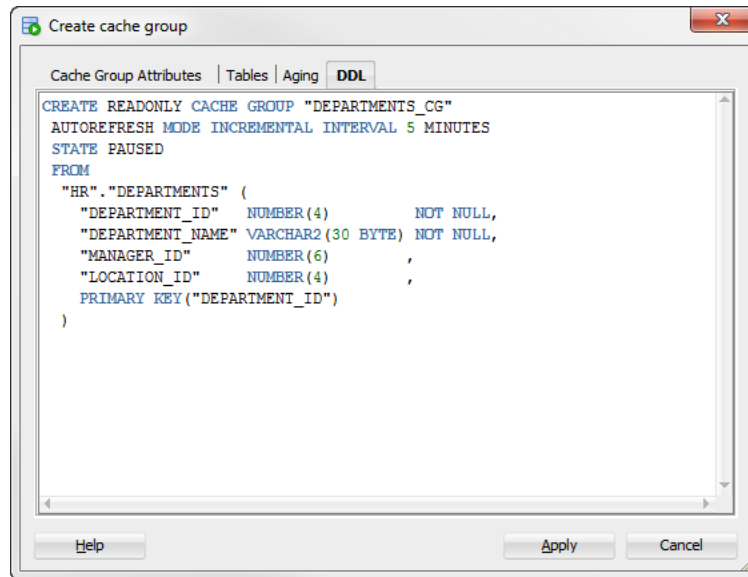 Create cache group
Cache Group Attributes Tables Aging DDL
CREATE READONLY CACHE GROUP "DEPARTMENTS_CG"
AUTOREFRESH MODE INCREMENTAL INTERVAL 5 MINUTES
STATE PAUSED
FROM
"HR"."DEPARTMENTS" (
"DEPARTMENT_ID" NUMBER(4) NOT NULL,
"DEPARTMENT_NAME" VARCHAR2(30 BYTE) NOT NULL,
"MANAGER_ID" NUMBER(6) ,
"LOCATION_ID" NUMBER(4) ,
PRIMARY KEY("DEPARTMENT_ID")
)
Help Apply Cancel